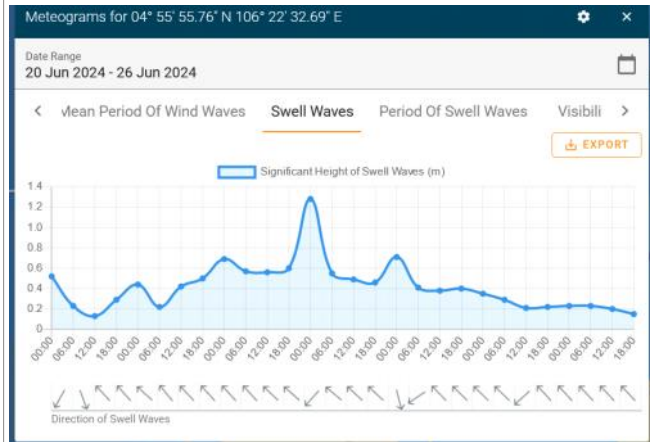 Meteograms for 04° 55' 55.76" N 106° 22' 32.69" E
Date Range
20 Jun 2024 - 26 Jun 2024
Mean Period Of Wind Waves Swell Waves Period Of Swell Waves Visibili
EXPORT
Significant Height of Swell Waves (m)
1.4
1.2
1.0
0.8
0.6
0.4
0.2
0
00:00 06:00 12:00 18:00 00:00 06:00 12:00 18:00 00:00 06:00 12:00 18:00 00:00 06:00 12:00 18:00 00:00 06:00 12:00 18:00 00:00 06:00 12:00 18:00 00:00 06:00 12:00 18:00
Direction of Swell Waves